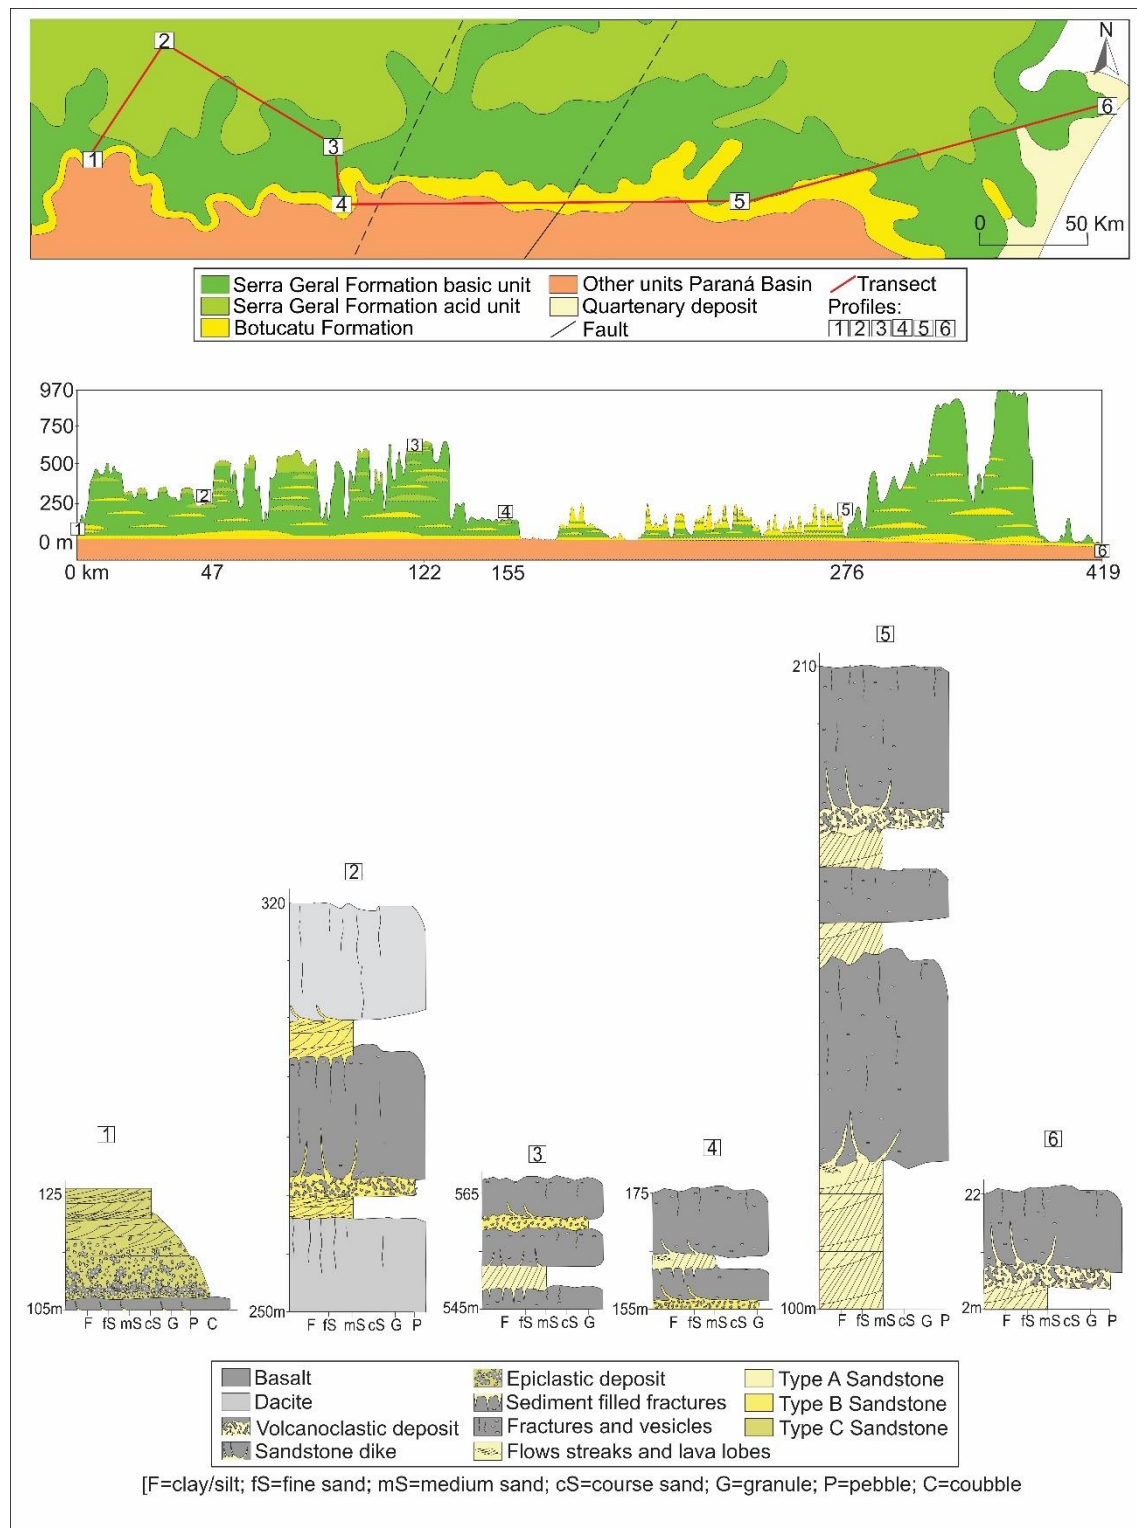 N
2
6
3
1
4
5
0 50 Km
Serra Geral Formation basic unit
Serra Geral Formation acid unit
Botucatu Formation
Other units Paraná Basin
Quartenary deposit
Fault
Transect
Profiles:
1 2 3 4 5 6
970
750
500
250
0 m
1 2 3 4 5 6
0 km 47 122 155 276 419
5
210
100m
F fS mS cS G P
2
320
250m
F fS mS cS G P
1
125
105m
F fS mS cS G P C
3
565
545m
F fS mS cS G
4
175
155m
F fS mS cS G
6
22
2m
F fS mS cS G P
Basalt
Dacite
Volcanoclastic deposit
Sandstone dike
Epiclastic deposit
Sediment filled fractures
Fractures and vesicles
Flows streaks and lava lobes
Type A Sandstone
Type B Sandstone
Type C Sandstone
[F=clay/silt; fS=fine sand; mS=medium sand; cS=course sand; G=granule; P=pebble; C=coubble